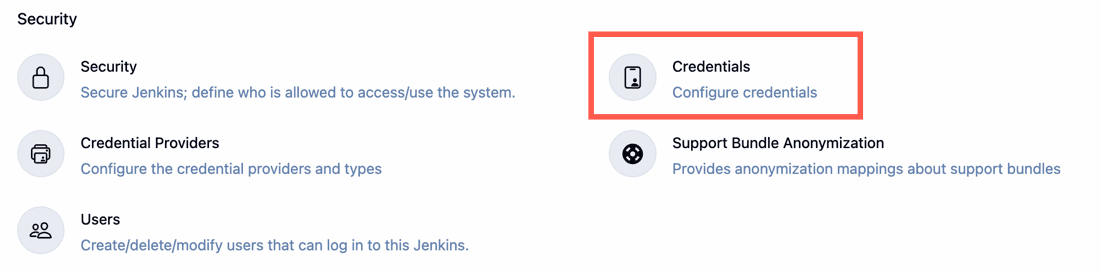 Security
Security
Secure Jenkins; define who is allowed to access/use the system.
Credentials
Configure credentials
Credential Providers
Configure the credential providers and types
Support Bundle Anonymization
Provides anonymization mappings about support bundles
Users
Create/delete/modify users that can log in to this Jenkins.